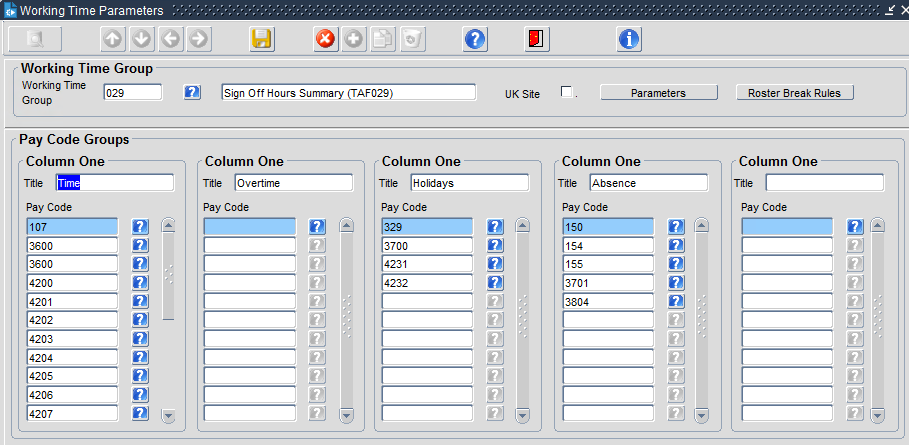 Working Time Parameters
Working Time Group
Working Time Group 029 Sign Off Hours Summary (TAF029) UK Site . Parameters Roster Break Rules
Pay Code Groups
Column One
Title Time
Pay Code
107
3600
3600
4200
4201
4202
4203
4204
4205
4206
4207
Column One
Title Overtime
Pay Code
Column One
Title Holidays
Pay Code
329
3700
4231
4232
Column One
Title Absence
Pay Code
150
154
155
3701
3804
Column One
Title
Pay Code